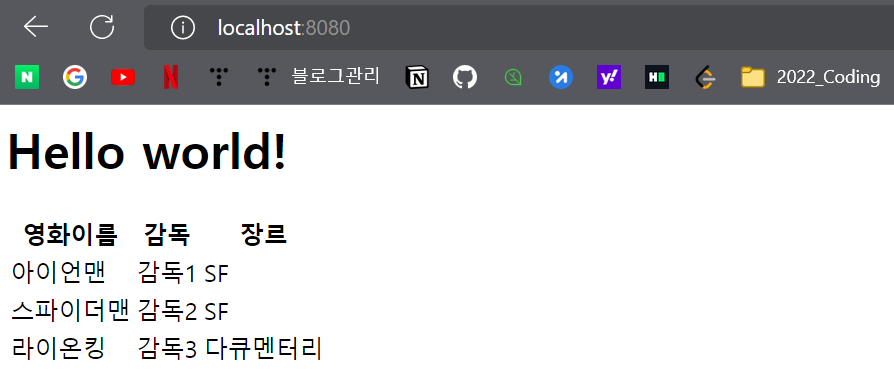 localhost:8080
N G N y! H 블로그관리 2022_Coding
Hello world!
영화이름 감독 장르
아이언맨 감독1 SF
스파이더맨 감독2 SF
라이온킹 감독3 다큐멘터리